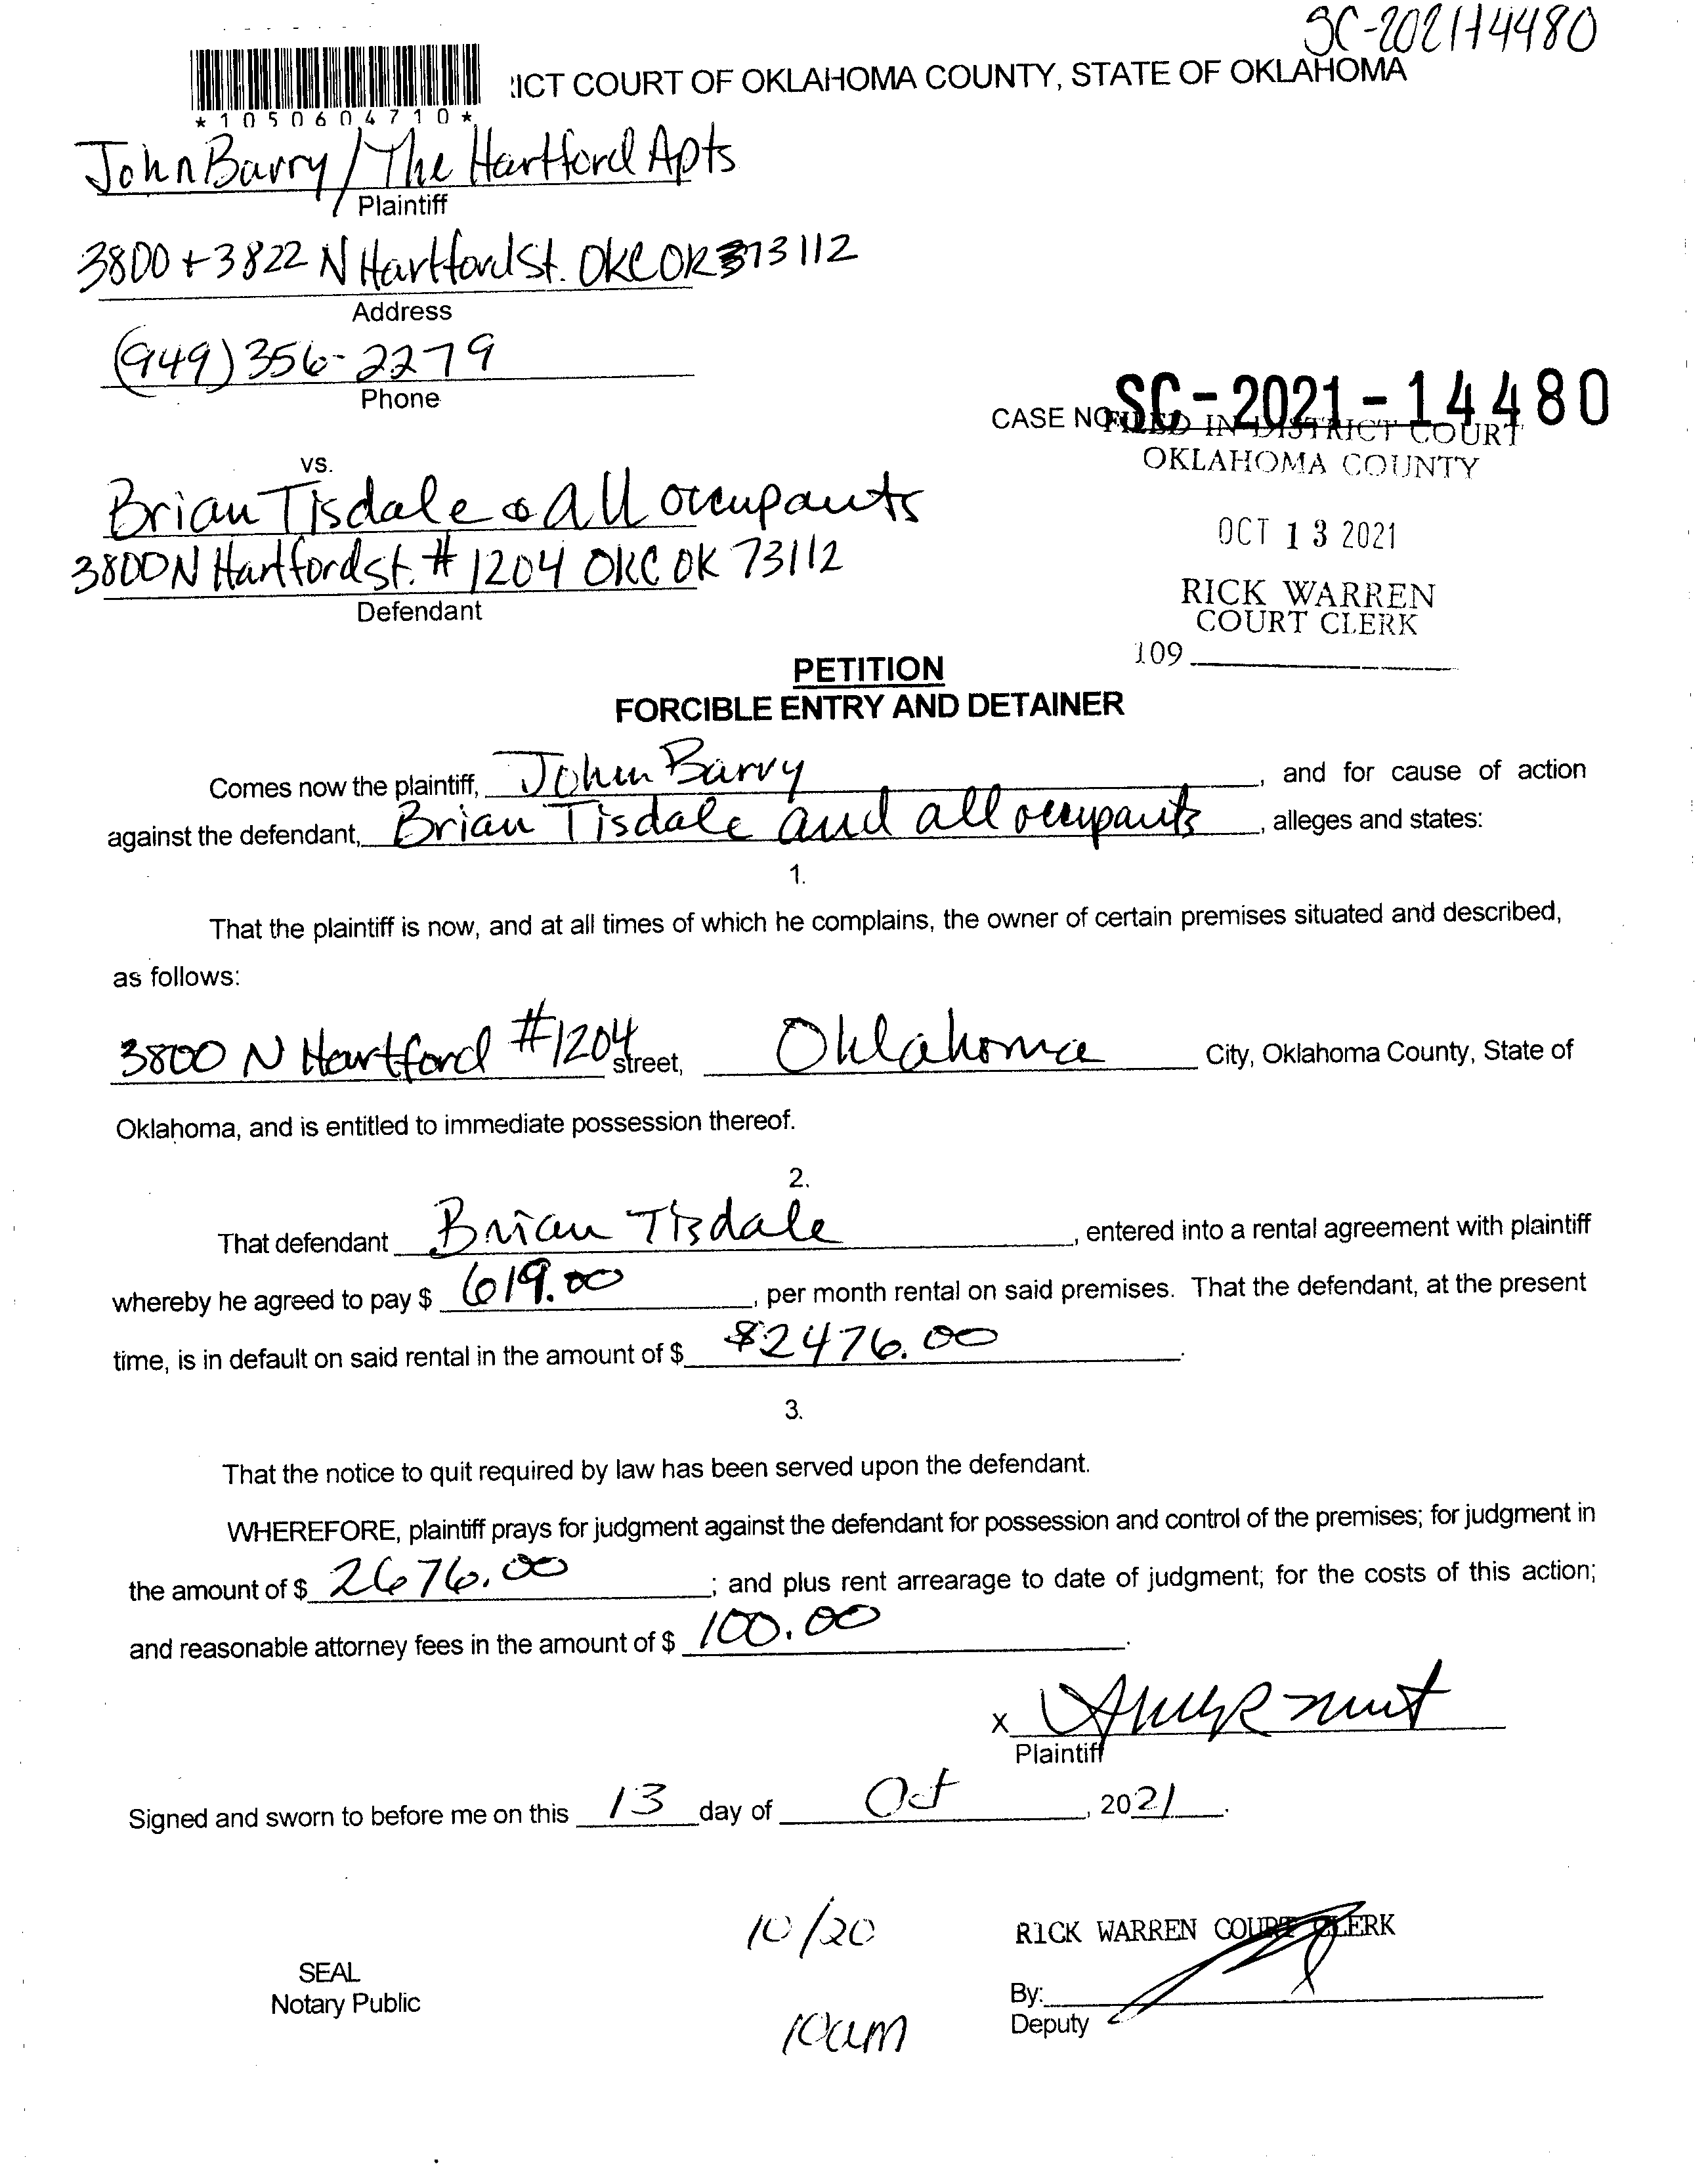 SC-2021-14480
ICT COURT OF OKLAHOMA COUNTY, STATE OF OKLAHOMA
*1050604710*
John Barry / The Hartford Apts
Plaintiff
3800 + 3822 N Hartford St. OKC OK 73112
Address
(949) 356-2279
Phone
CASE NO. SC-2021-14480
FILED IN DISTRICT COURT
OKLAHOMA COUNTY
vs.
Brian Tisdale & all occupants
OCT 13 2021
3800 N Hartford St. #1204 OKC OK 73112
Defendant
RICK WARREN
COURT CLERK
109
PETITION
FORCIBLE ENTRY AND DETAINER
Comes now the plaintiff, John Barry, and for cause of action
against the defendant, Brian Tisdale and all occupants, alleges and states:
1.
That the plaintiff is now, and at all times of which he complains, the owner of certain premises situated and described,
as follows:
3800 N Hartford #1204 street, Oklahoma City, Oklahoma County, State of
Oklahoma, and is entitled to immediate possession thereof.
2.
That defendant Brian Tisdale, entered into a rental agreement with plaintiff
whereby he agreed to pay $ 619.00, per month rental on said premises. That the defendant, at the present
time, is in default on said rental in the amount of $ $2476.00.
3.
That the notice to quit required by law has been served upon the defendant.
WHEREFORE, plaintiff prays for judgment against the defendant for possession and control of the premises; for judgment in
the amount of $ 2676.00; and plus rent arrearage to date of judgment; for the costs of this action;
and reasonable attorney fees in the amount of $ 100.00.
X
Plaintiff
Signed and sworn to before me on this 13 day of Oct, 2021.
10/20
RICK WARREN COURT CLERK
SEAL
Notary Public
By:
10am
Deputy